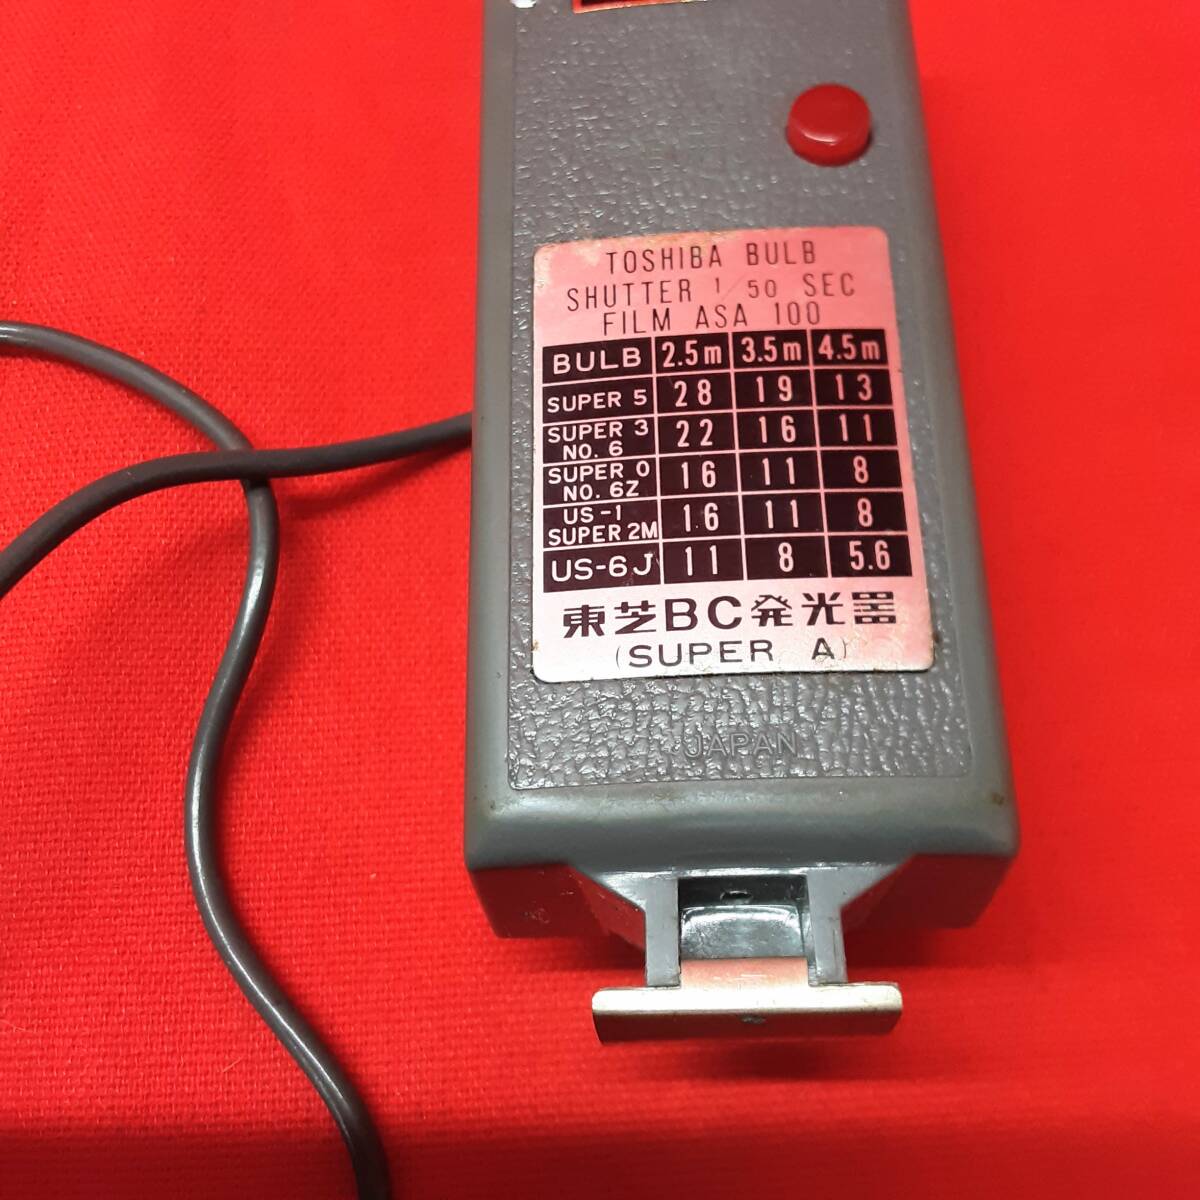 TOSHIBA BULB
SHUTTER 1/50 SEC
FILM ASA 100
BULB 2.5m 3.5m 4.5m
SUPER 5 28 19 13
SUPER 3 NO. 6 22 16 11
SUPER 0 NO. 6Z 16 11 8
US-1 SUPER 2M 16 11 8
US-6J 11 8 5.6
東芝BC発光器
(SUPER A)
JAPAN